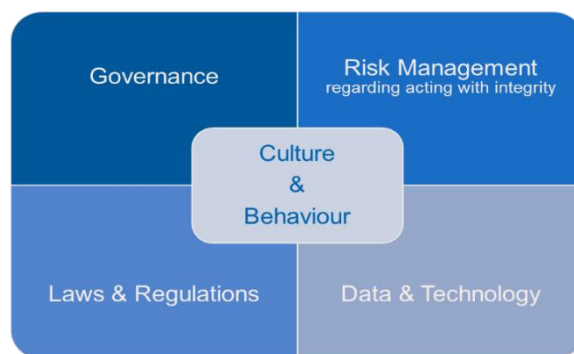 Governance
Risk Management
regarding acting with integrity
Culture
&
Behaviour
Laws & Regulations
Data & Technology